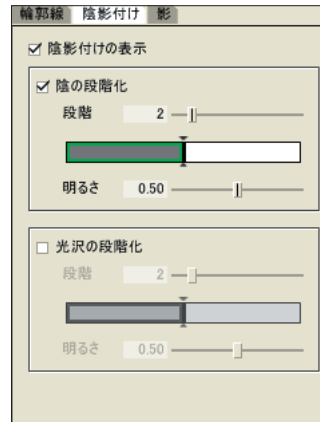 輪郭線 陰影付け 影
陰影付けの表示
陰の段階化
段階 2
明るさ 0.50
光沢の段階化
段階 2
明るさ 0.50